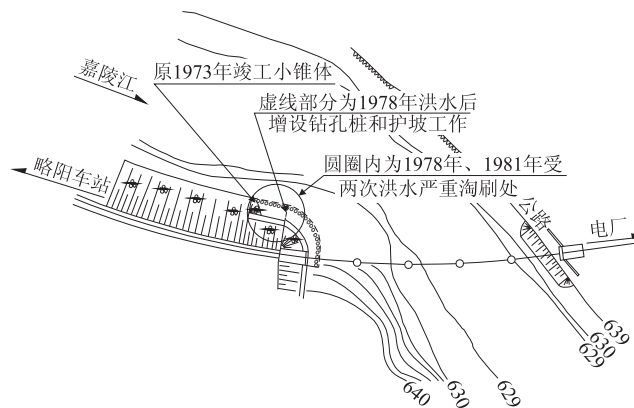 嘉陵江
原1973年竣工小锥体
虚线部分为1978年洪水后
增设钻孔桩和护坡工作
略阳车站
圆圈内为1978年、1981年受
两次洪水严重淘刷处
公路
电厂
639
630
629
640
630
629